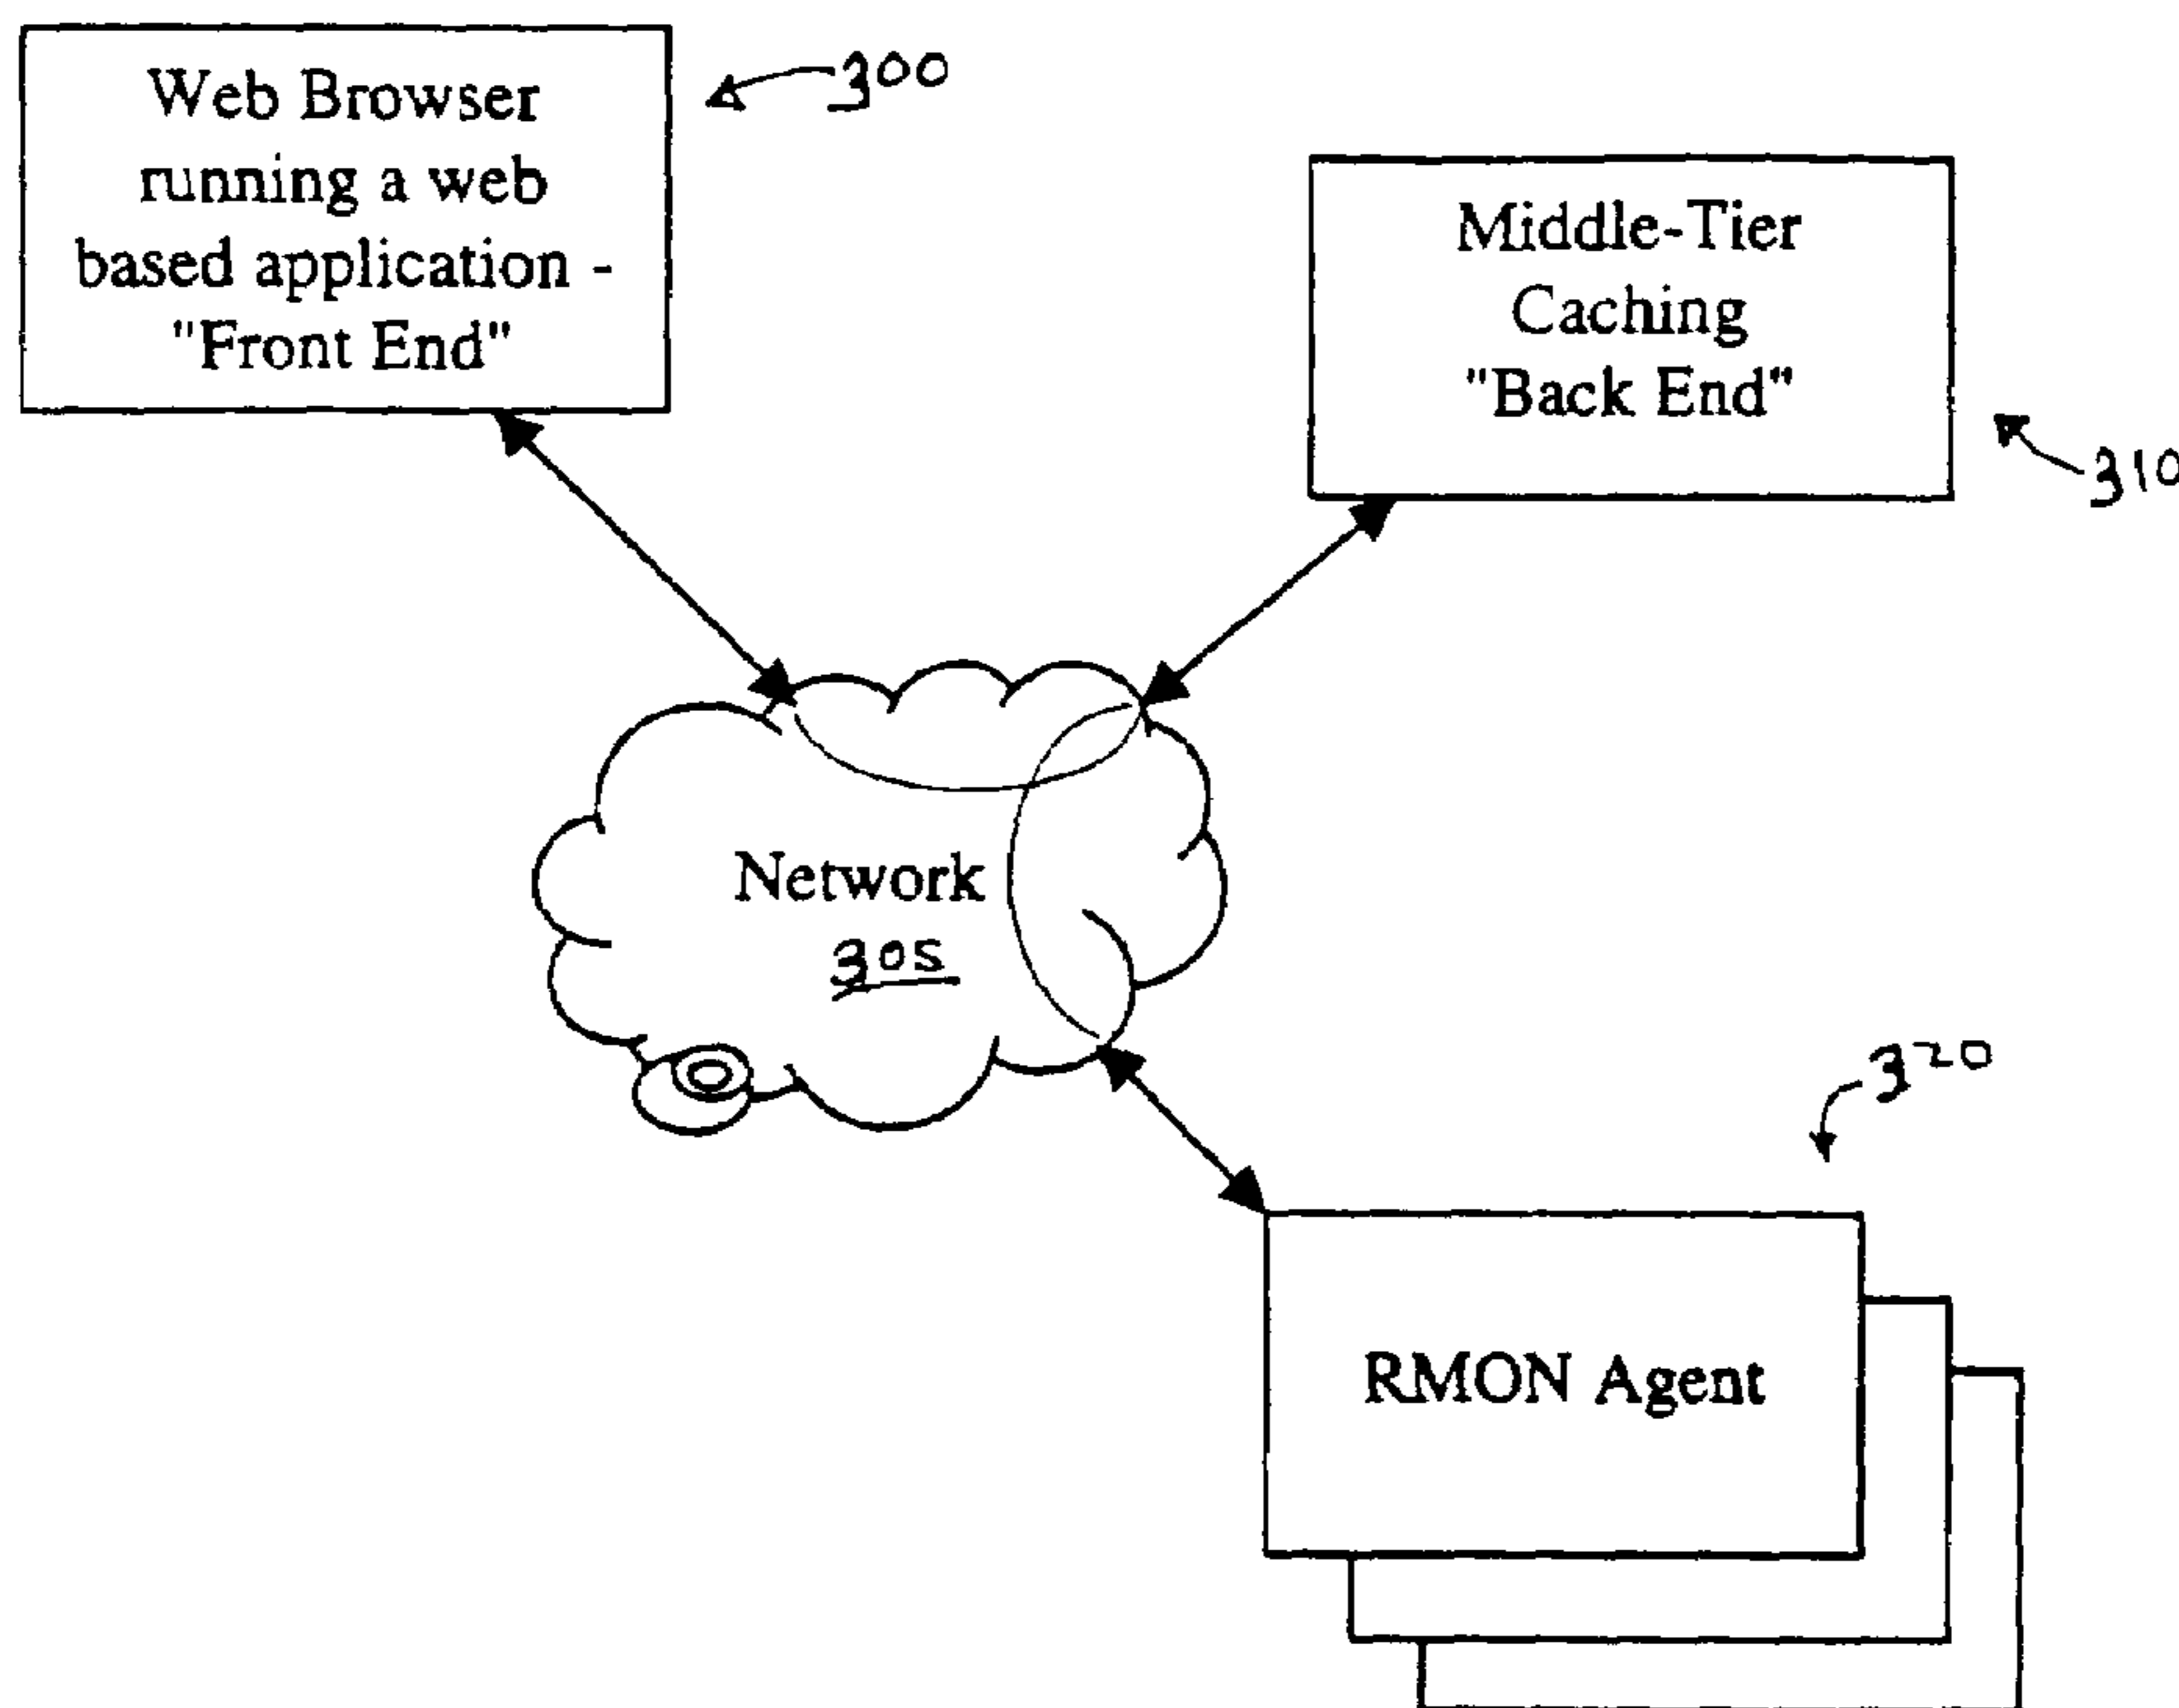 Web Browser
running a web
based application -
"Front End"
300
Middle-Tier
Caching
"Back End"
310
Network
305
320
RMON Agent